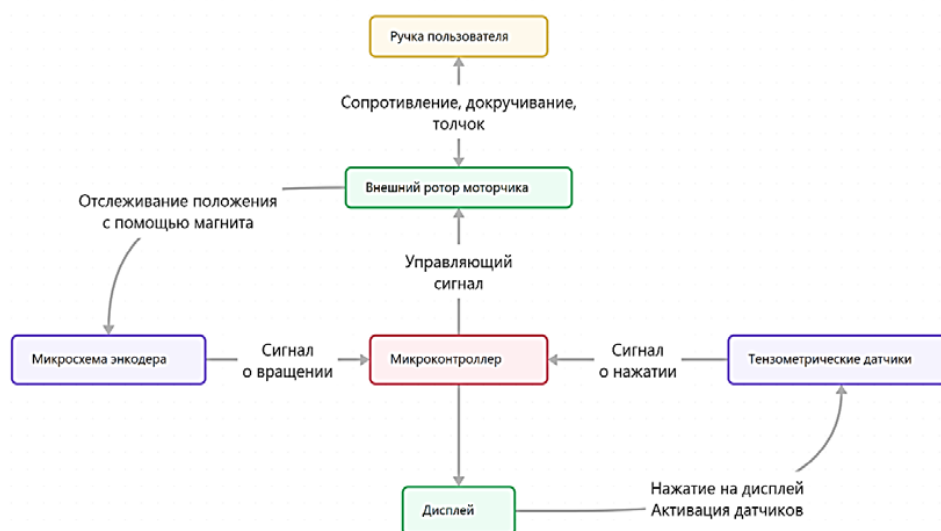 Ручка пользователя
Сопротивление, докручивание,
толчок
Внешний ротор моторчика
Отслеживание положения
с помощью магнита
Управляющий
сигнал
Микросхема энкодера
Сигнал
о вращении
Микроконтроллер
Сигнал
о нажатии
Тензометрические датчики
Дисплей
Нажатие на дисплей
Активация датчиков